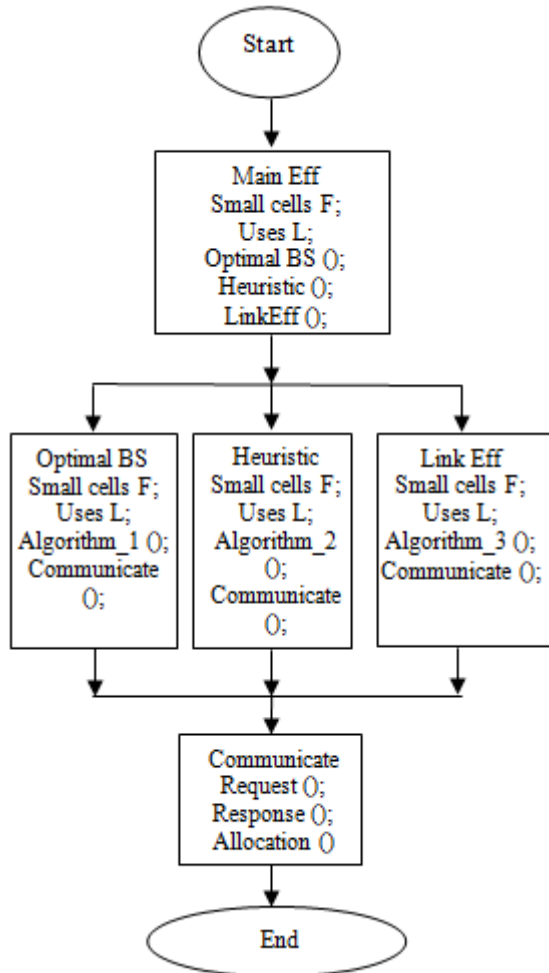 Start
Main Eff
Small cells F;
Uses L;
Optimal BS ();
Heuristic ();
LinkEff ();
Optimal BS
Small cells F;
Uses L;
Algorithm_1 ();
Communicate
();
Heuristic
Small cells F;
Uses L;
Algorithm_2
();
Communicate
();
Link Eff
Small cells F;
Uses L;
Algorithm_3 ();
Communicate ();
Communicate
Request ();
Response ();
Allocation ()
End